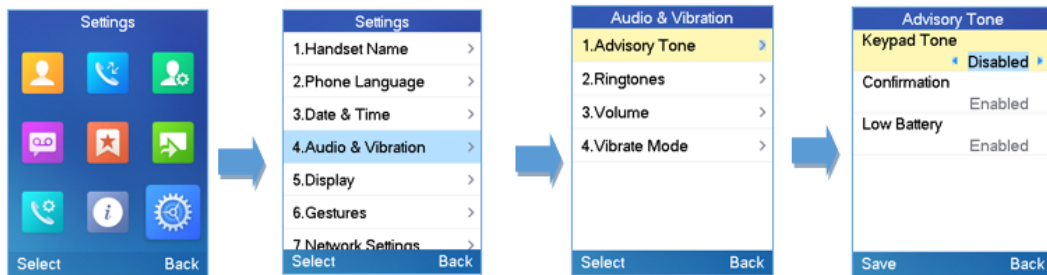 Settings
Select Back
Settings
1.Handset Name
2.Phone Language
3.Date & Time
4.Audio & Vibration
5.Display
6.Gestures
7.Network Settings
Select Back
Audio & Vibration
1.Advisory Tone
2.Ringtones
3.Volume
4.Vibrate Mode
Select Back
Advisory Tone
Keypad Tone
Disabled
Confirmation
Enabled
Low Battery
Enabled
Save Back